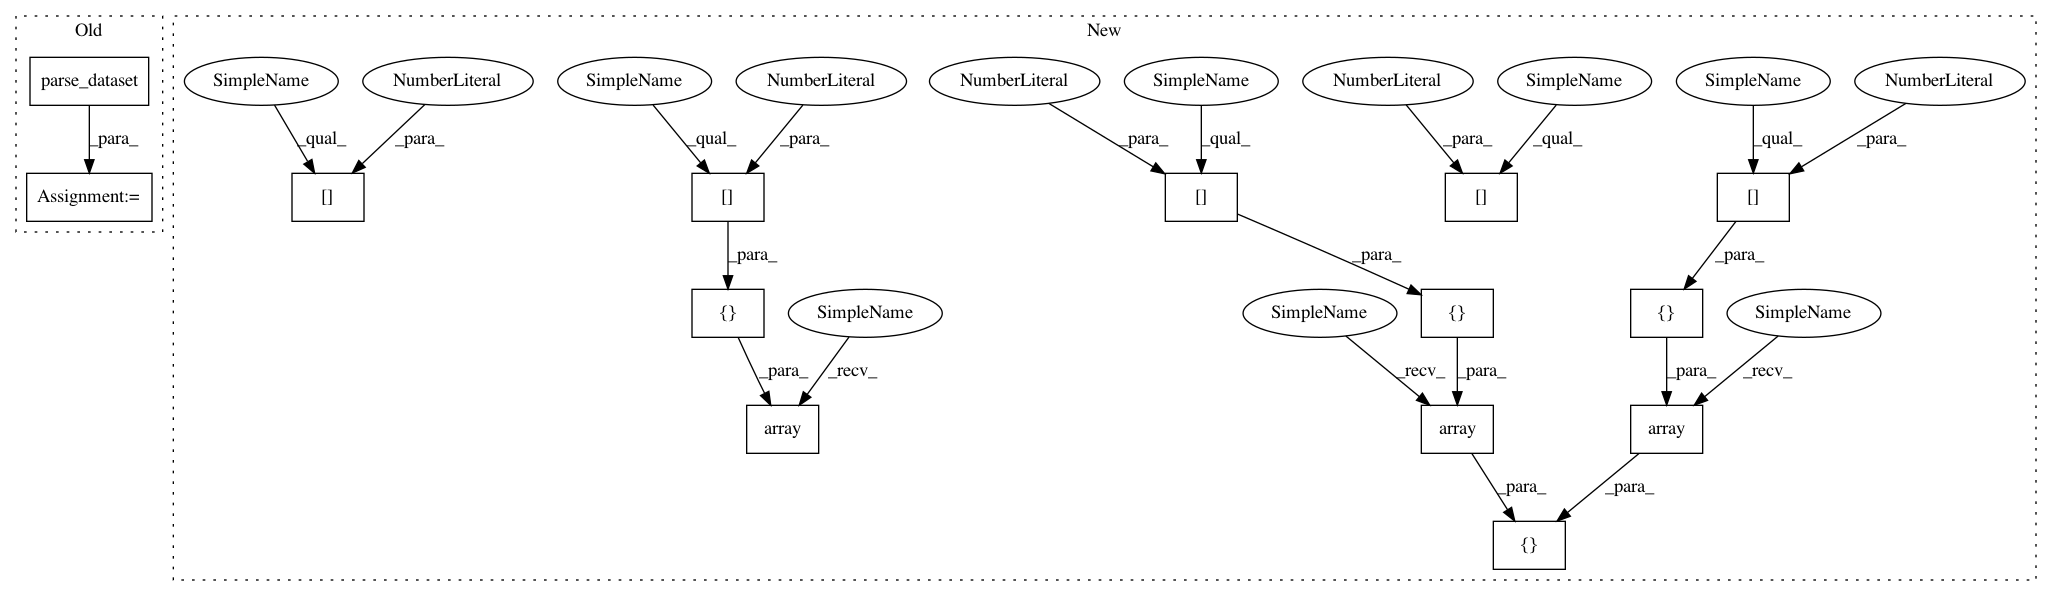 Old
New
parse_dataset
SimpleName
NumberLiteral
SimpleName
NumberLiteral
NumberLiteral
SimpleName
NumberLiteral
SimpleName
SimpleName
NumberLiteral
_para_
_qual_
_para_
_qual_
_para_
_para_
_qual_
_para_
_qual_
_qual_
_para_
Assignment:=
[]
[]
[]
[]
[]
_para_
_para_
_para_
{}
SimpleName
SimpleName
{}
{}
SimpleName
_para_
_recv_
_recv_
_para_
_para_
_recv_
array
array
array
_para_
_para_
{}